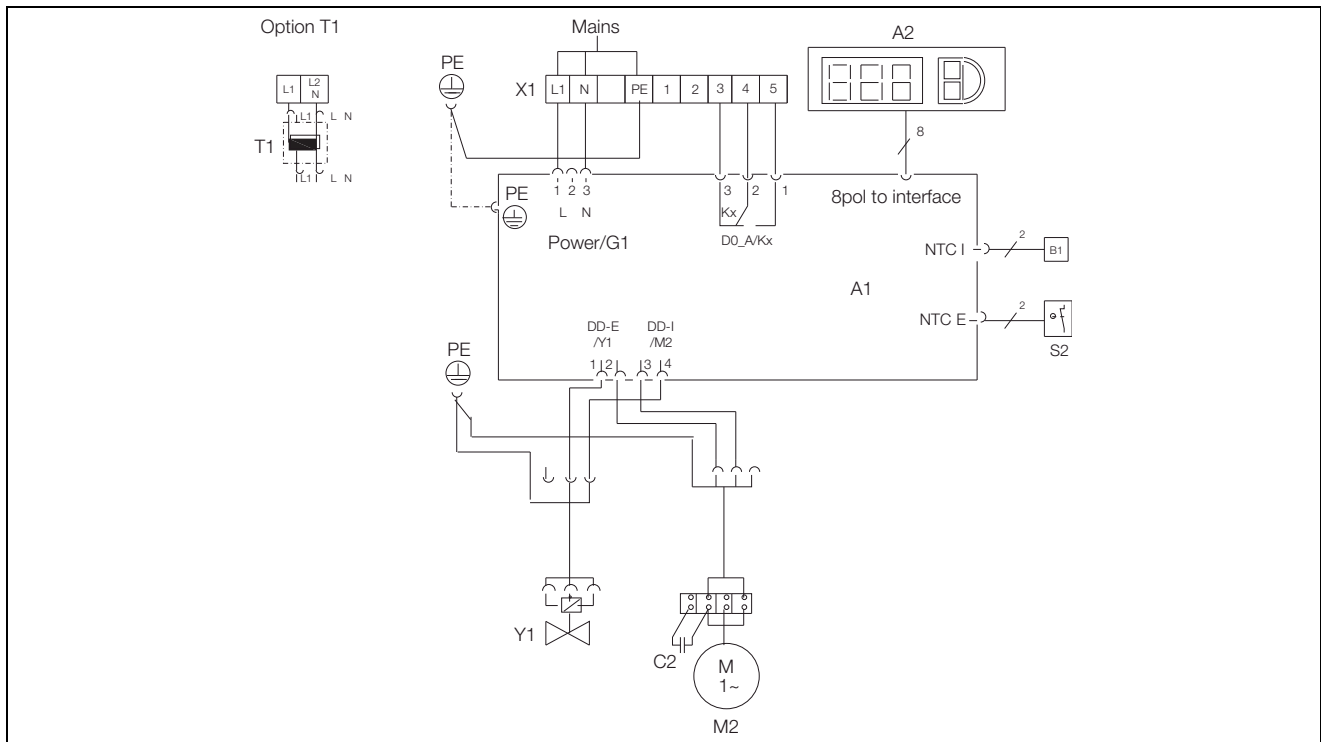 Option T1
Mains
A2
PE
L1 L2
N
X1 L1 N PE 1 2 3 4 5
L1 L N
T1
8
L1 L N
PE
1 2 3
3 2 1
8pol to interface
L N
Kx
Power/G1
D0_A/Kx
NTC I 2 B1
A1
NTC E 2
S2
DD-E
/Y1
DD-I
/M2
1 2 3 4
PE
Y1
C2
M
1~
M2